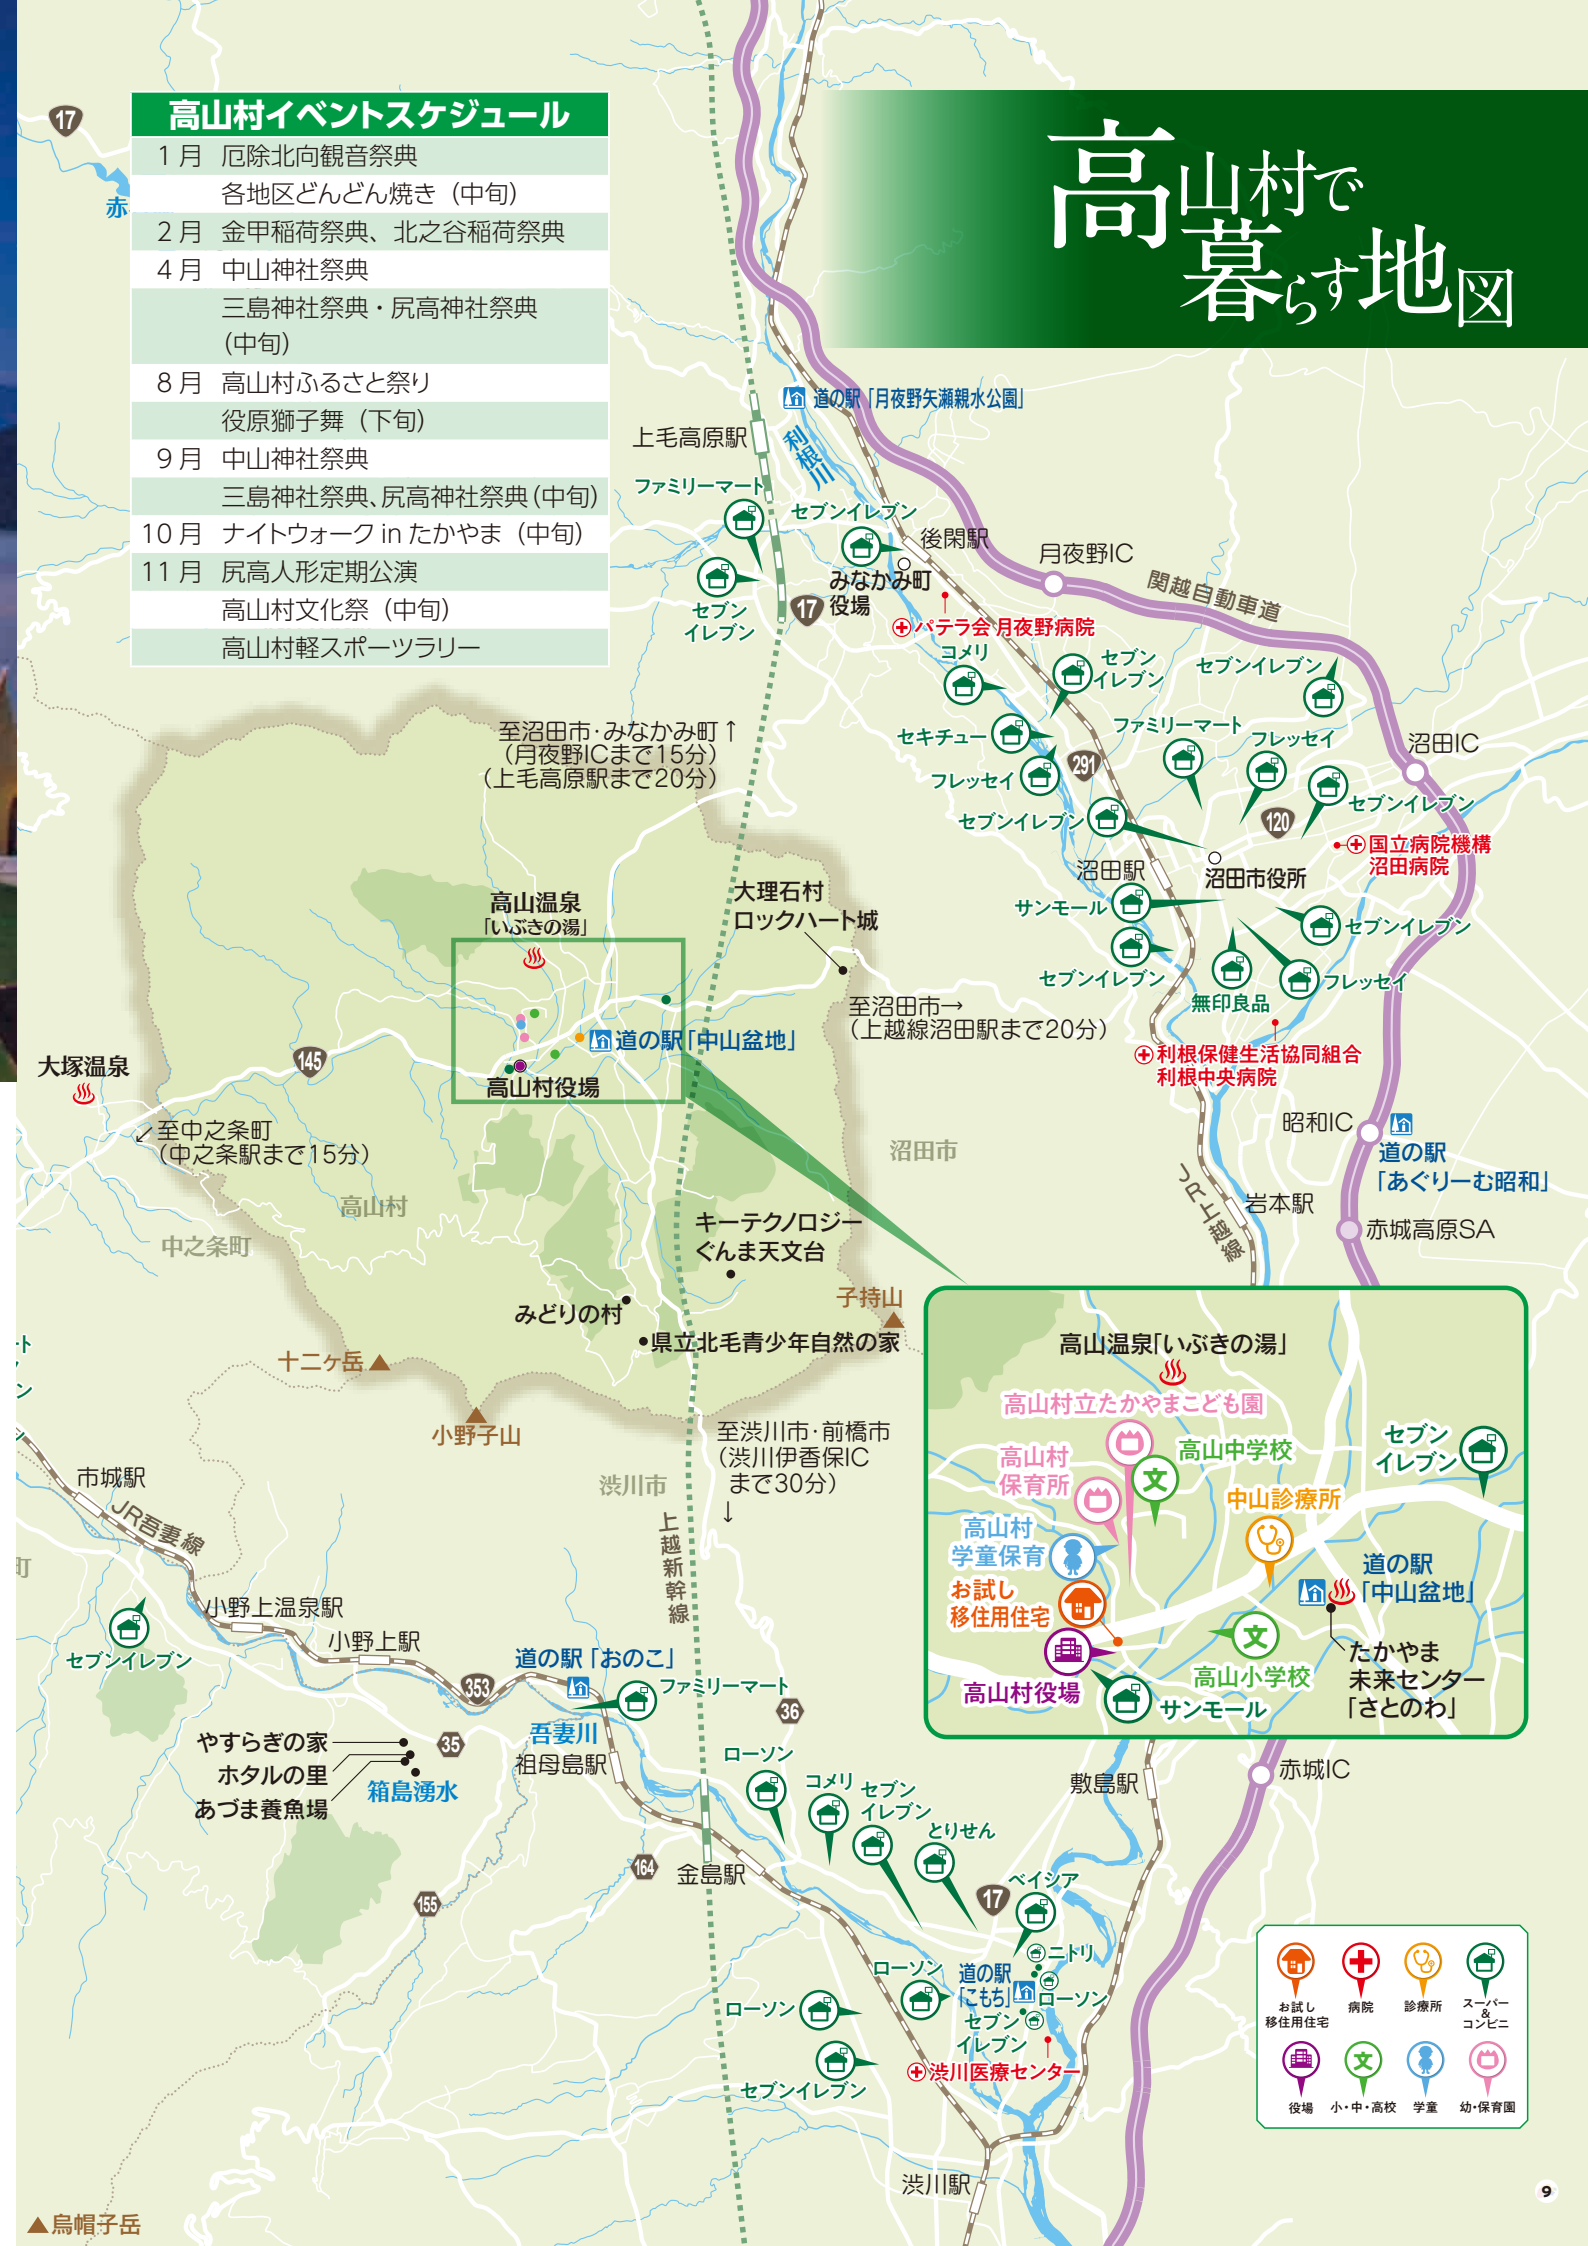 高山村で
暮らす地図
高山村イベントスケジュール
1月 厄除北向観音祭典
各地区どんどん焼き（中旬）
2月 金甲稲荷祭典、北之谷稲荷祭典
4月 中山神社祭典
三島神社祭典・尻高神社祭典
（中旬）
8月 高山村ふるさと祭り
役原獅子舞（下旬）
9月 中山神社祭典
三島神社祭典、尻高神社祭典（中旬）
10月 ナイトウォーク in たかやま（中旬）
11月 尻高人形定期公演
高山村文化祭（中旬）
高山村軽スポーツラリー
17
赤
道の駅「月夜野矢瀬親水公園」
上毛高原駅
利根川
ファミリーマート
セブンイレブン
後閑駅
月夜野IC
関越自動車道
セブン
イレブン
17
みなかみ町
役場
パテラ会 月夜野病院
コメリ
セブン
イレブン
セブンイレブン
セキチュー
ファミリーマート
フレッセイ
沼田IC
フレッセイ
291
セブンイレブン
セブンイレブン
120
国立病院機構
沼田病院
沼田駅
沼田市役所
サンモール
セブンイレブン
セブンイレブン
フレッセイ
無印良品
利根保健生活協同組合
利根中央病院
昭和IC
道の駅
「あぐりーむ昭和」
JR上越線
岩本駅
赤城高原SA
至沼田市・みなかみ町↑
（月夜野ICまで15分）
（上毛高原駅まで20分）
高山温泉
「いぶきの湯」
大理石村
ロックハート城
至沼田市→
（上越線沼田駅まで20分）
道の駅「中山盆地」
高山村役場
145
大塚温泉
↙至中之条町
（中之条駅まで15分）
沼田市
高山村
中之条町
キーテクノロジー
ぐんま天文台
みどりの村
県立北毛青少年自然の家
子持山
十二ヶ岳
小野子山
至渋川市・前橋市
（渋川伊香保IC
まで30分）
↓
渋川市
上越新幹線
高山温泉「いぶきの湯」
高山村立たかやまこども園
高山村
保育所
高山中学校
セブン
イレブン
高山村
学童保育
中山診療所
お試し
移住用住宅
道の駅
「中山盆地」
高山村役場
高山小学校
サンモール
たかやま
未来センター
「さとのわ」
ート
ン
町
市城駅
JR吾妻線
小野上温泉駅
セブンイレブン
小野上駅
353
道の駅「おのこ」
ファミリーマート
吾妻川
祖母島駅
36
35
やすらぎの家
ホタルの里
あづま養魚場
箱島湧水
164
155
金島駅
ローソン
コメリ
セブン
イレブン
とりせん
敷島駅
赤城IC
17
ベイシア
ニトリ
ローソン
道の駅
「こもち」
ローソン
ローソン
セブン
イレブン
渋川医療センター
セブンイレブン
渋川駅
烏帽子岳
お試し
移住用住宅
病院
診療所
スーパー
&
コンビニ
役場
小・中・高校
学童
幼・保育園
9